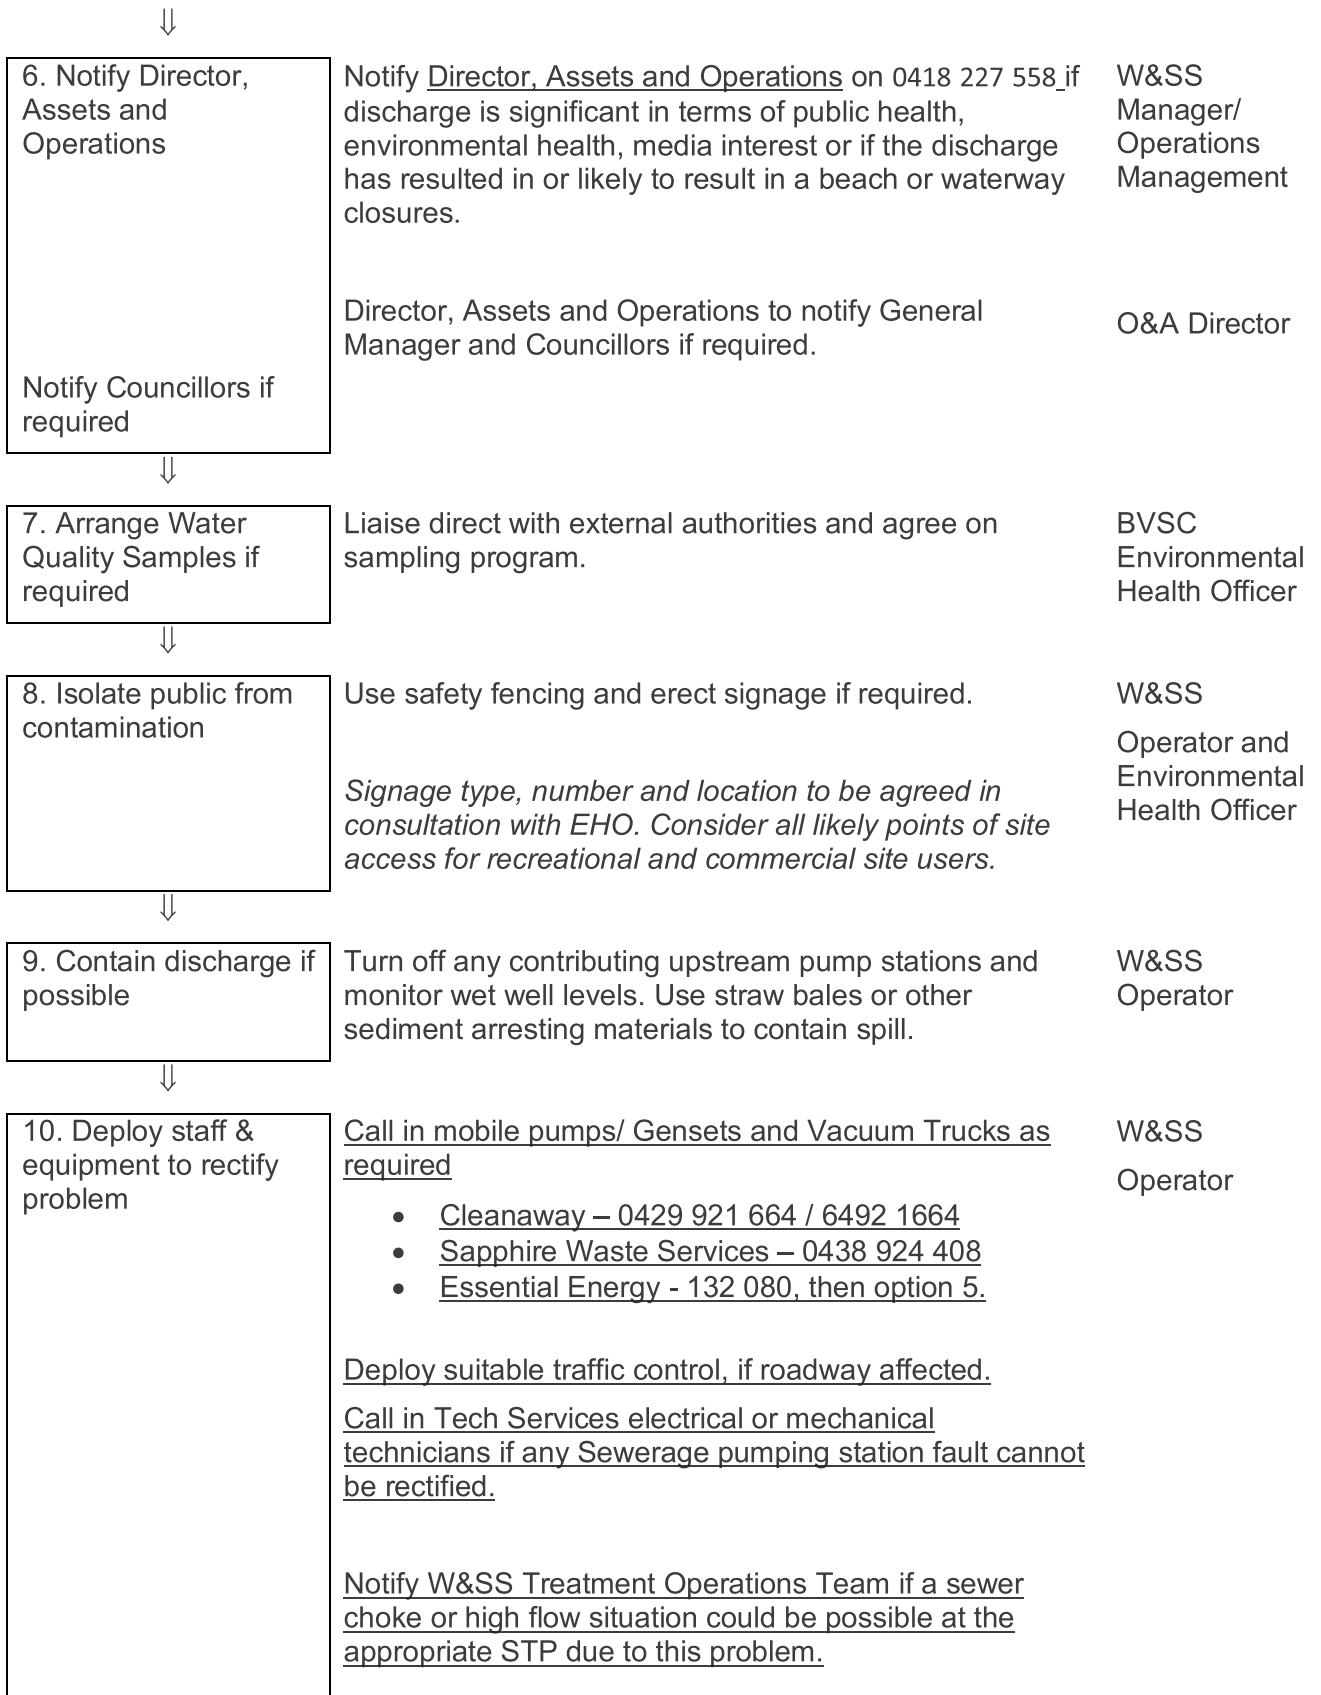 ⇓
6. Notify Director,
Assets and
Operations
Notify Councillors if
required
Notify Director, Assets and Operations on 0418 227 558 if
discharge is significant in terms of public health,
environmental health, media interest or if the discharge
has resulted in or likely to result in a beach or waterway
closures.
Director, Assets and Operations to notify General
Manager and Councillors if required.
W&SS
Manager/
Operations
Management
O&A Director
⇓
7. Arrange Water
Quality Samples if
required
Liaise direct with external authorities and agree on
sampling program.
BVSC
Environmental
Health Officer
⇓
8. Isolate public from
contamination
Use safety fencing and erect signage if required.
Signage type, number and location to be agreed in
consultation with EHO. Consider all likely points of site
access for recreational and commercial site users.
W&SS
Operator and
Environmental
Health Officer
⇓
9. Contain discharge if
possible
Turn off any contributing upstream pump stations and
monitor wet well levels. Use straw bales or other
sediment arresting materials to contain spill.
W&SS
Operator
⇓
10. Deploy staff &
equipment to rectify
problem
Call in mobile pumps/ Gensets and Vacuum Trucks as
required
• Cleanaway – 0429 921 664 / 6492 1664
• Sapphire Waste Services – 0438 924 408
• Essential Energy - 132 080, then option 5.
Deploy suitable traffic control, if roadway affected.
Call in Tech Services electrical or mechanical
technicians if any Sewerage pumping station fault cannot
be rectified.
Notify W&SS Treatment Operations Team if a sewer
choke or high flow situation could be possible at the
appropriate STP due to this problem.
W&SS
Operator